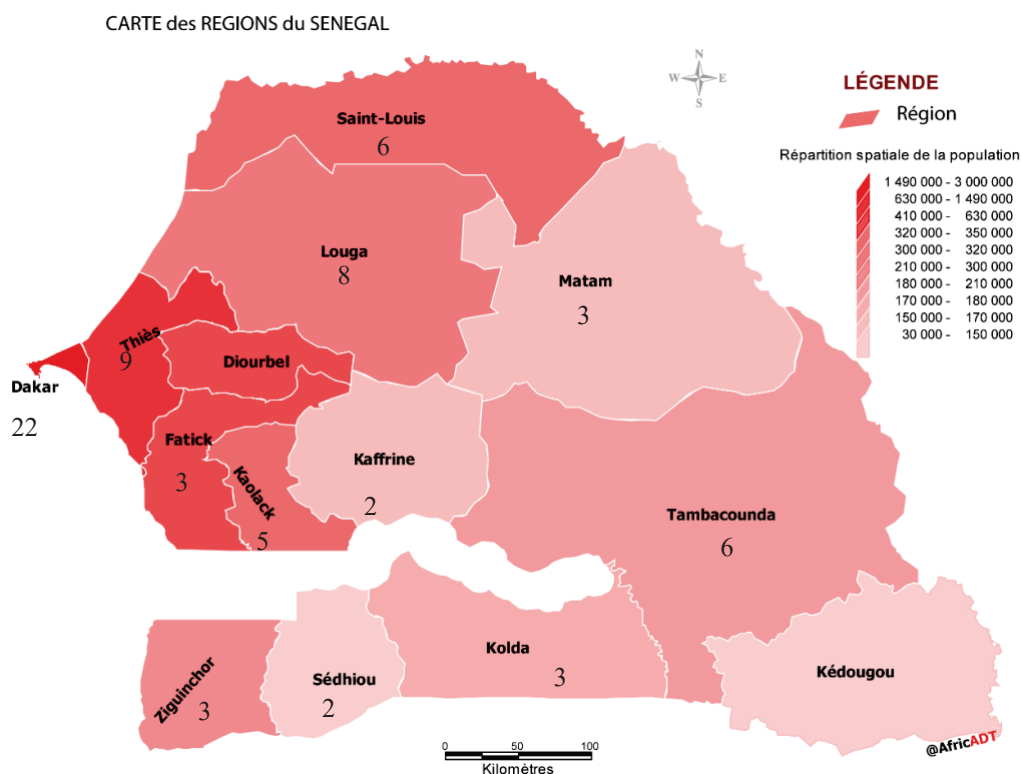 CARTE des REGIONS du SENEGAL
N
W E
S
LÉGENDE
Région
Répartition spatiale de la population
1 490 000 - 3 000 000
630 000 - 1 490 000
410 000 - 630 000
320 000 - 350 000
300 000 - 320 000
210 000 - 300 000
180 000 - 210 000
170 000 - 180 000
150 000 - 170 000
30 000 - 150 000
Saint-Louis
6
Louga
8
Matam
3
Thiès
9
Diourbel
Dakar
22
Fatick
3
Kaolack
5
Kaffrine
2
Tambacounda
6
Ziguinchor
3
Sédhiou
2
Kolda
3
Kédougou
@AfricADT
0 50 100
Kilomètres